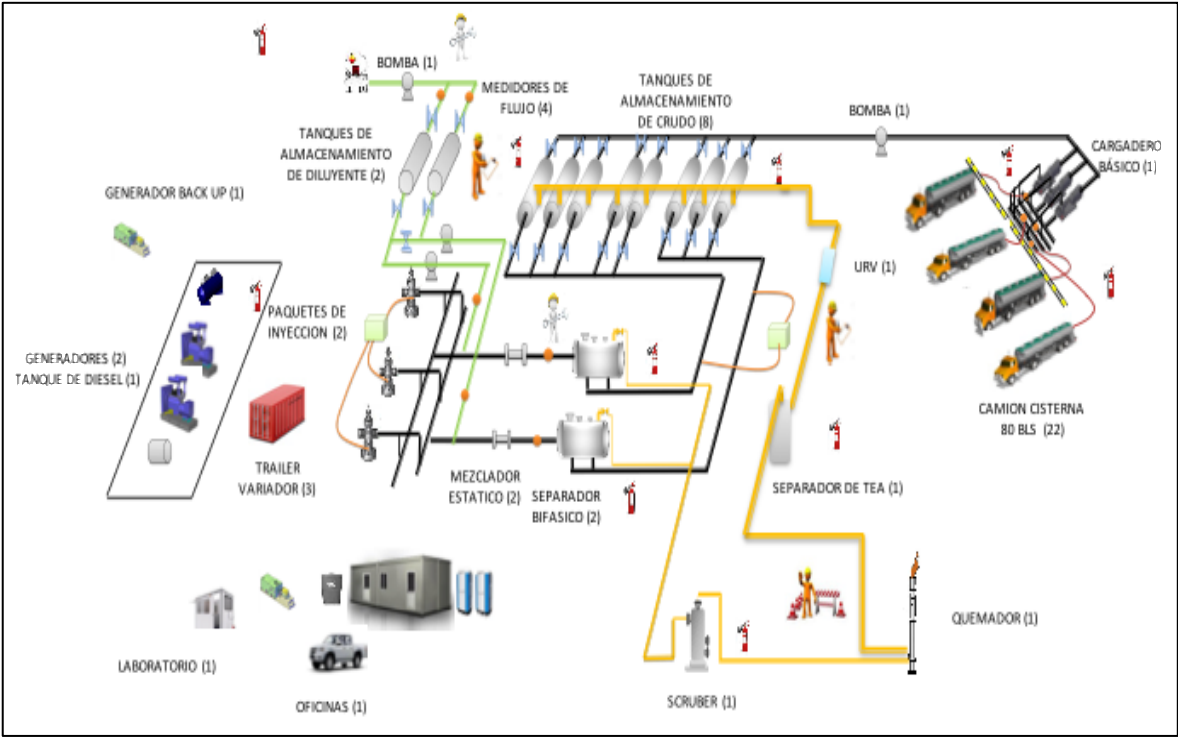 BOMBA (1)
MEDIDORES DE
FLUJO (4)
TANQUES DE
ALMACENAMIENTO
DE CRUDO (8)
BOMBA (1)
TANQUES DE
ALMACENAMIENTO
DE DILUYENTE (2)
CARGADERO
BÁSICO (1)
GENERADOR BACK UP (1)
URV (1)
PAQUETES DE
INYECCION (2)
GENERADORES (2)
TANQUE DE DIESEL (1)
CAMION CISTERNA
80 BLS (22)
TRAILER
VARIADOR (3)
MEZCLADOR
ESTATICO (2)
SEPARADOR
BIFASICO (2)
SEPARADOR DE TEA (1)
QUEMADOR (1)
LABORATORIO (1)
OFICINAS (1)
SCRUBER (1)